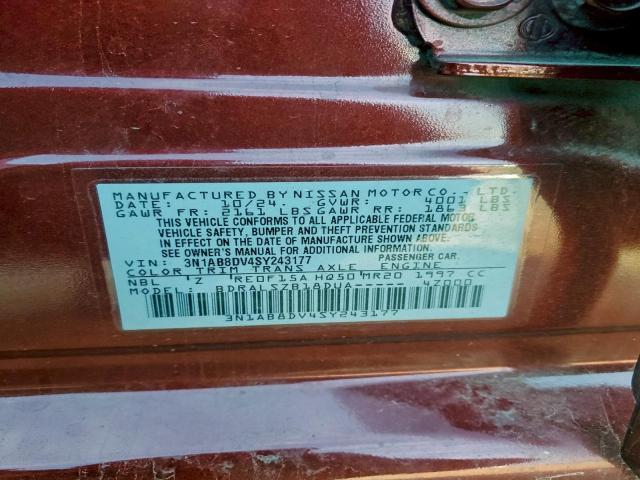 MANUFACTURED BY NISSAN MOTOR CO., LTD.
DATE: 10/24. GVWR: 4001 LBS
GAWR FR: 2161 LBS GAWR RR: 1863 LBS
THIS VEHICLE CONFORMS TO ALL APPLICABLE FEDERAL MOTOR
VEHICLE SAFETY, BUMPER AND THEFT PREVENTION STANDARDS
IN EFFECT ON THE DATE OF MANUFACTURE SHOWN ABOVE.
SEE MANUAL FOR ADDITIONAL INFORMATION.
VIN: 3N1AB8DV4SY243177 PASSENGER CAR.
COLOR TRIM TRANS AXLE ENGINE
NBL Z RE0F15A HQ50 MR20 1997 CC
MODEL: BDRALSZB18DUA----- 47000
3N1AB8DV4SY243177